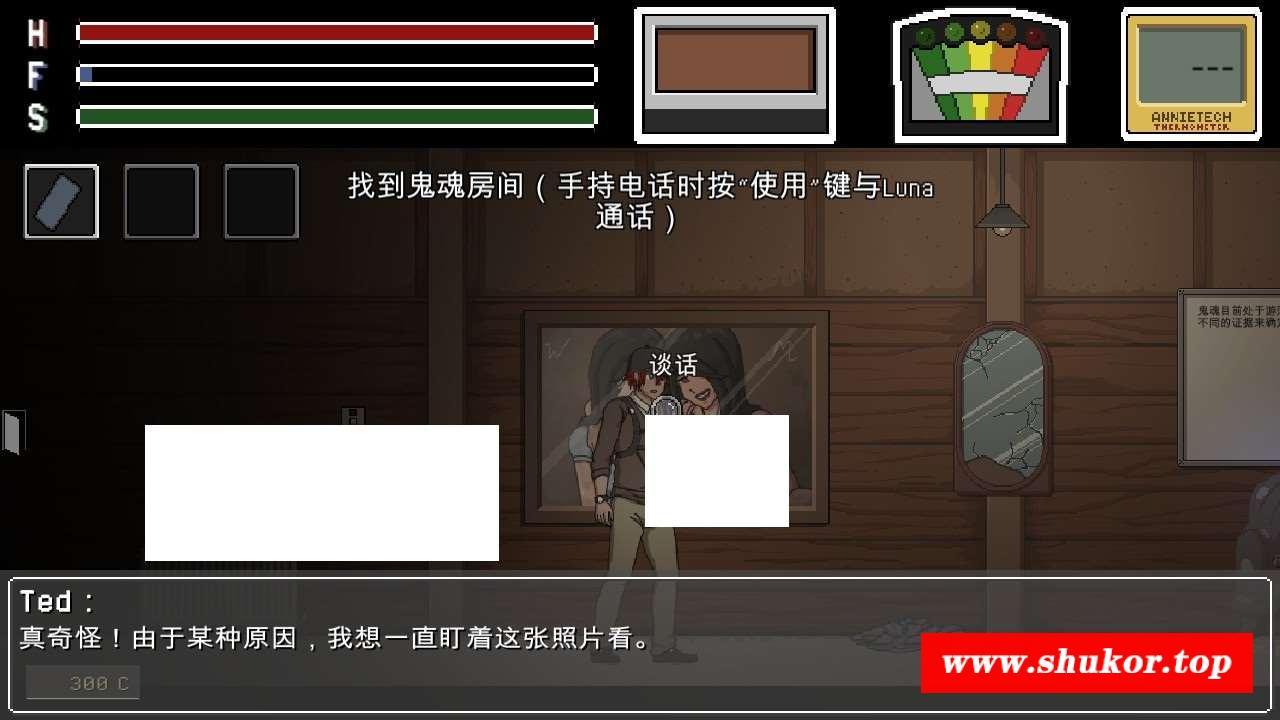 H
F
S
ANNIETECH
THERMOMETER
---
找到鬼魂房间（手持电话时按“使用”键与Luna
通话）
谈话
W
M
鬼魂目前处于源
不同的证据来确定
Ted：
真奇怪！由于某种原因，我想一直盯着这张照片看。
300 C
www.shukor.top